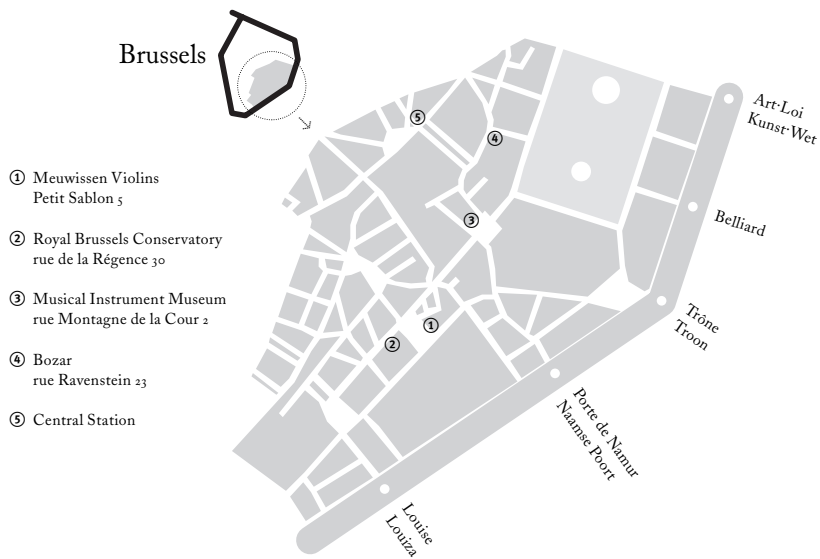 Brussels
① Meuwissen Violins
Petit Sablon 5
② Royal Brussels Conservatory
rue de la Régence 30
③ Musical Instrument Museum
rue Montagne de la Cour 2
④ Bozar
rue Ravenstein 23
⑤ Central Station
⑤
④
③
①
②
Art·Loi
Kunst·Wet
Belliard
Trône
Troon
Porte de Namur
Naamse Poort
Louise
Louiza